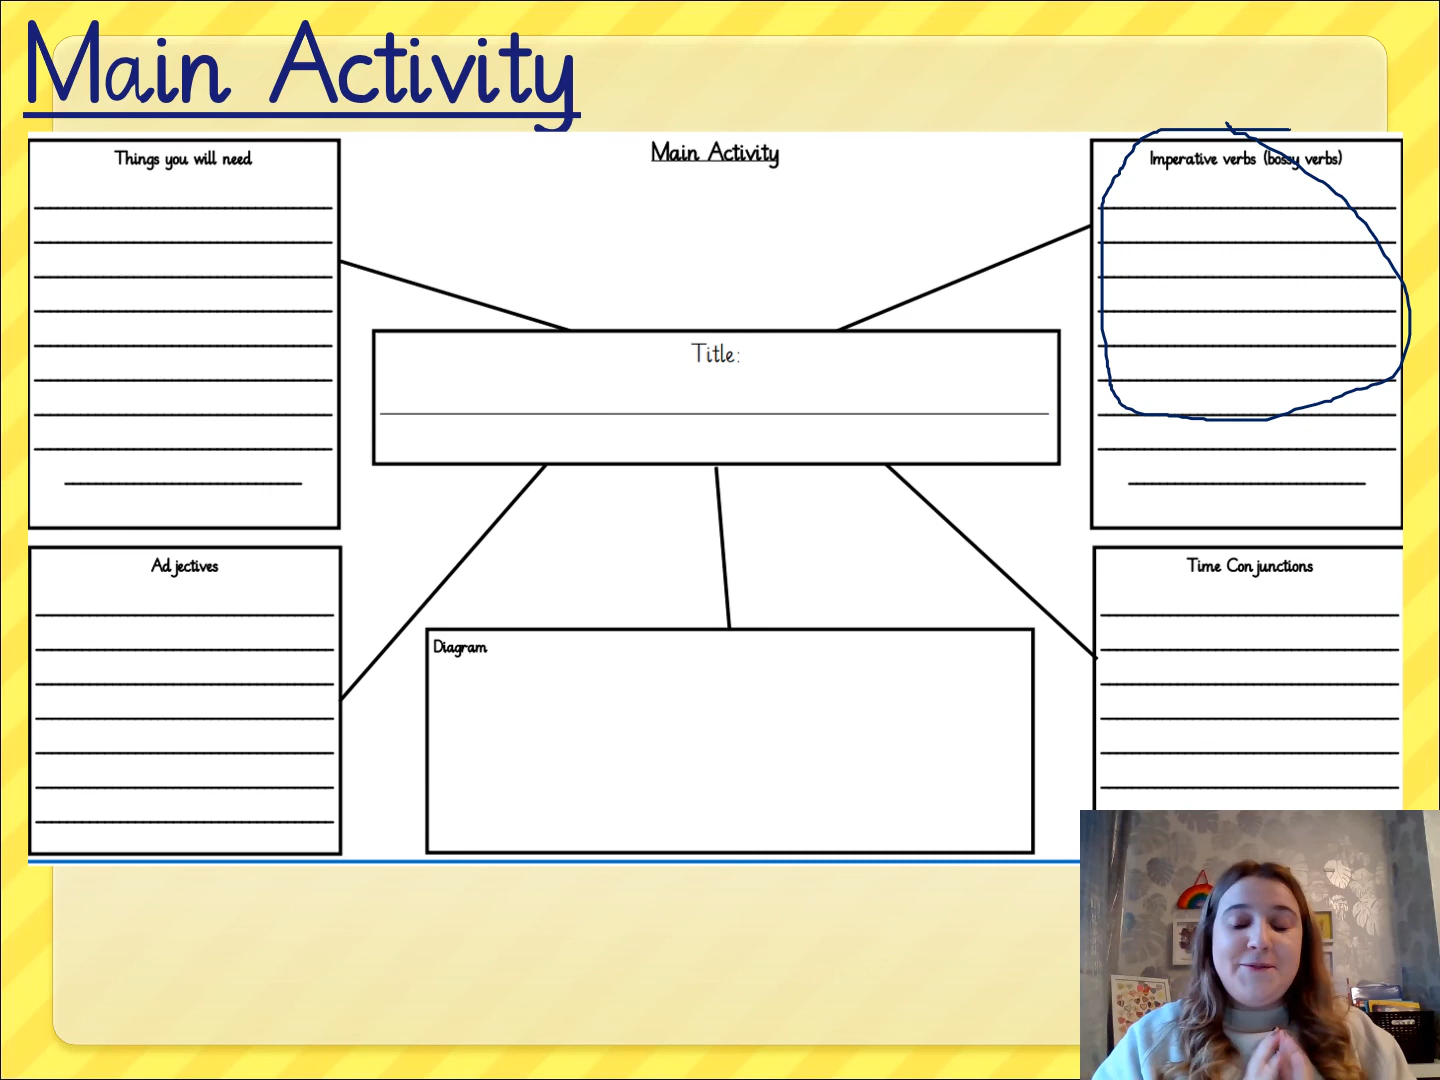 Main Activity
Main Activity
Things you will need
Imperative verbs (bossy verbs)
Title:
Adjectives
Diagram
Time Conjunctions